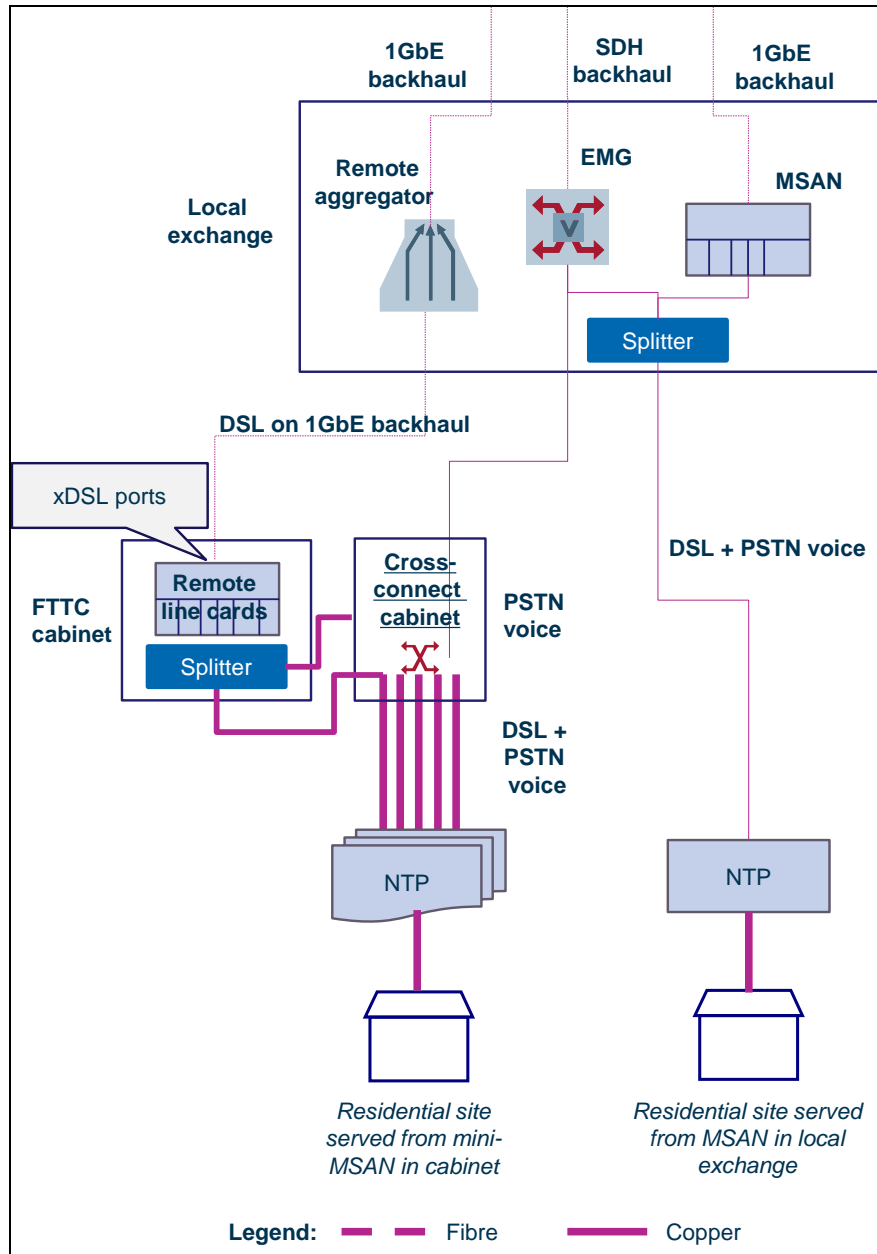 1GbE
backhaul
SDH
backhaul
1GbE
backhaul
Remote
aggregator
EMG
MSAN
Local
exchange
V
Splitter
DSL on 1GbE backhaul
xDSL ports
DSL + PSTN voice
FTTC
cabinet
Remote
line cards
Splitter
Cross-
connect
cabinet
PSTN
voice
DSL +
PSTN
voice
NTP
NTP
Residential site
served from mini-
MSAN in cabinet
Residential site served
from MSAN in local
exchange
Legend: Fibre Copper